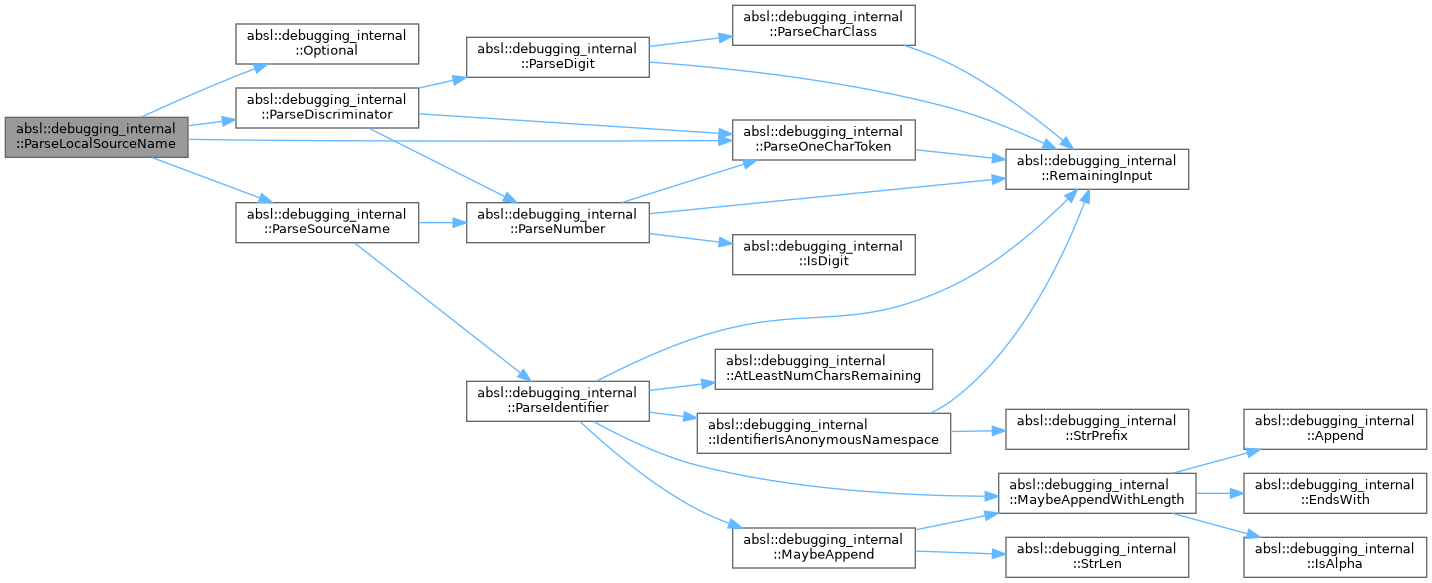 absl::debugging_internal
::ParseLocalSourceName
absl::debugging_internal
::Optional
absl::debugging_internal
::ParseDiscriminator
absl::debugging_internal
::ParseSourceName
absl::debugging_internal
::ParseDigit
absl::debugging_internal
::ParseNumber
absl::debugging_internal
::ParseIdentifier
absl::debugging_internal
::ParseCharClass
absl::debugging_internal
::ParseOneCharToken
absl::debugging_internal
::IsDigit
absl::debugging_internal
::AtLeastNumCharsRemaining
absl::debugging_internal
::IdentifierIsAnonymousNamespace
absl::debugging_internal
::MaybeAppend
absl::debugging_internal
::RemainingInput
absl::debugging_internal
::StrPrefix
absl::debugging_internal
::MaybeAppendWithLength
absl::debugging_internal
::StrLen
absl::debugging_internal
::Append
absl::debugging_internal
::EndsWith
absl::debugging_internal
::IsAlpha